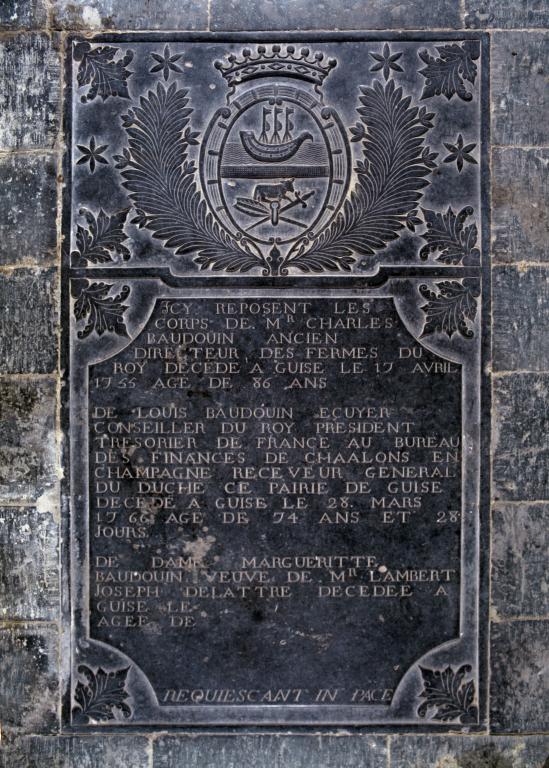 ICY REPOSENT LES
CORPS DE MR CHARLES
BAUDOUIN ANCIEN
DIRECTEUR DES FERMES DU
ROY DECEDE A GUISE LE 17 AVRIL
1755 AGE DE 86 ANS
DE LOUIS BAUDOUIN ECUYER
CONSEILLER DU ROY PRESIDENT
TRESORIER DE FRANCE AU BUREAU
DES FINANCES DE CHAALONS EN
CHAMPAGNE RECEVEUR GENERAL
DU DUCHE CE PAIRIE DE GUISE
DECEDE A GUISE LE 28. MARS
1766 AGE DE 74 ANS ET 28
JOURS.
DE DAME MARGUERITTE
BAUDOUIN VEUVE DE MR LAMBERT
JOSEPH DELATTRE DECEDEE A
GUISE LE
AGEE DE
REQUIESCANT IN PACE